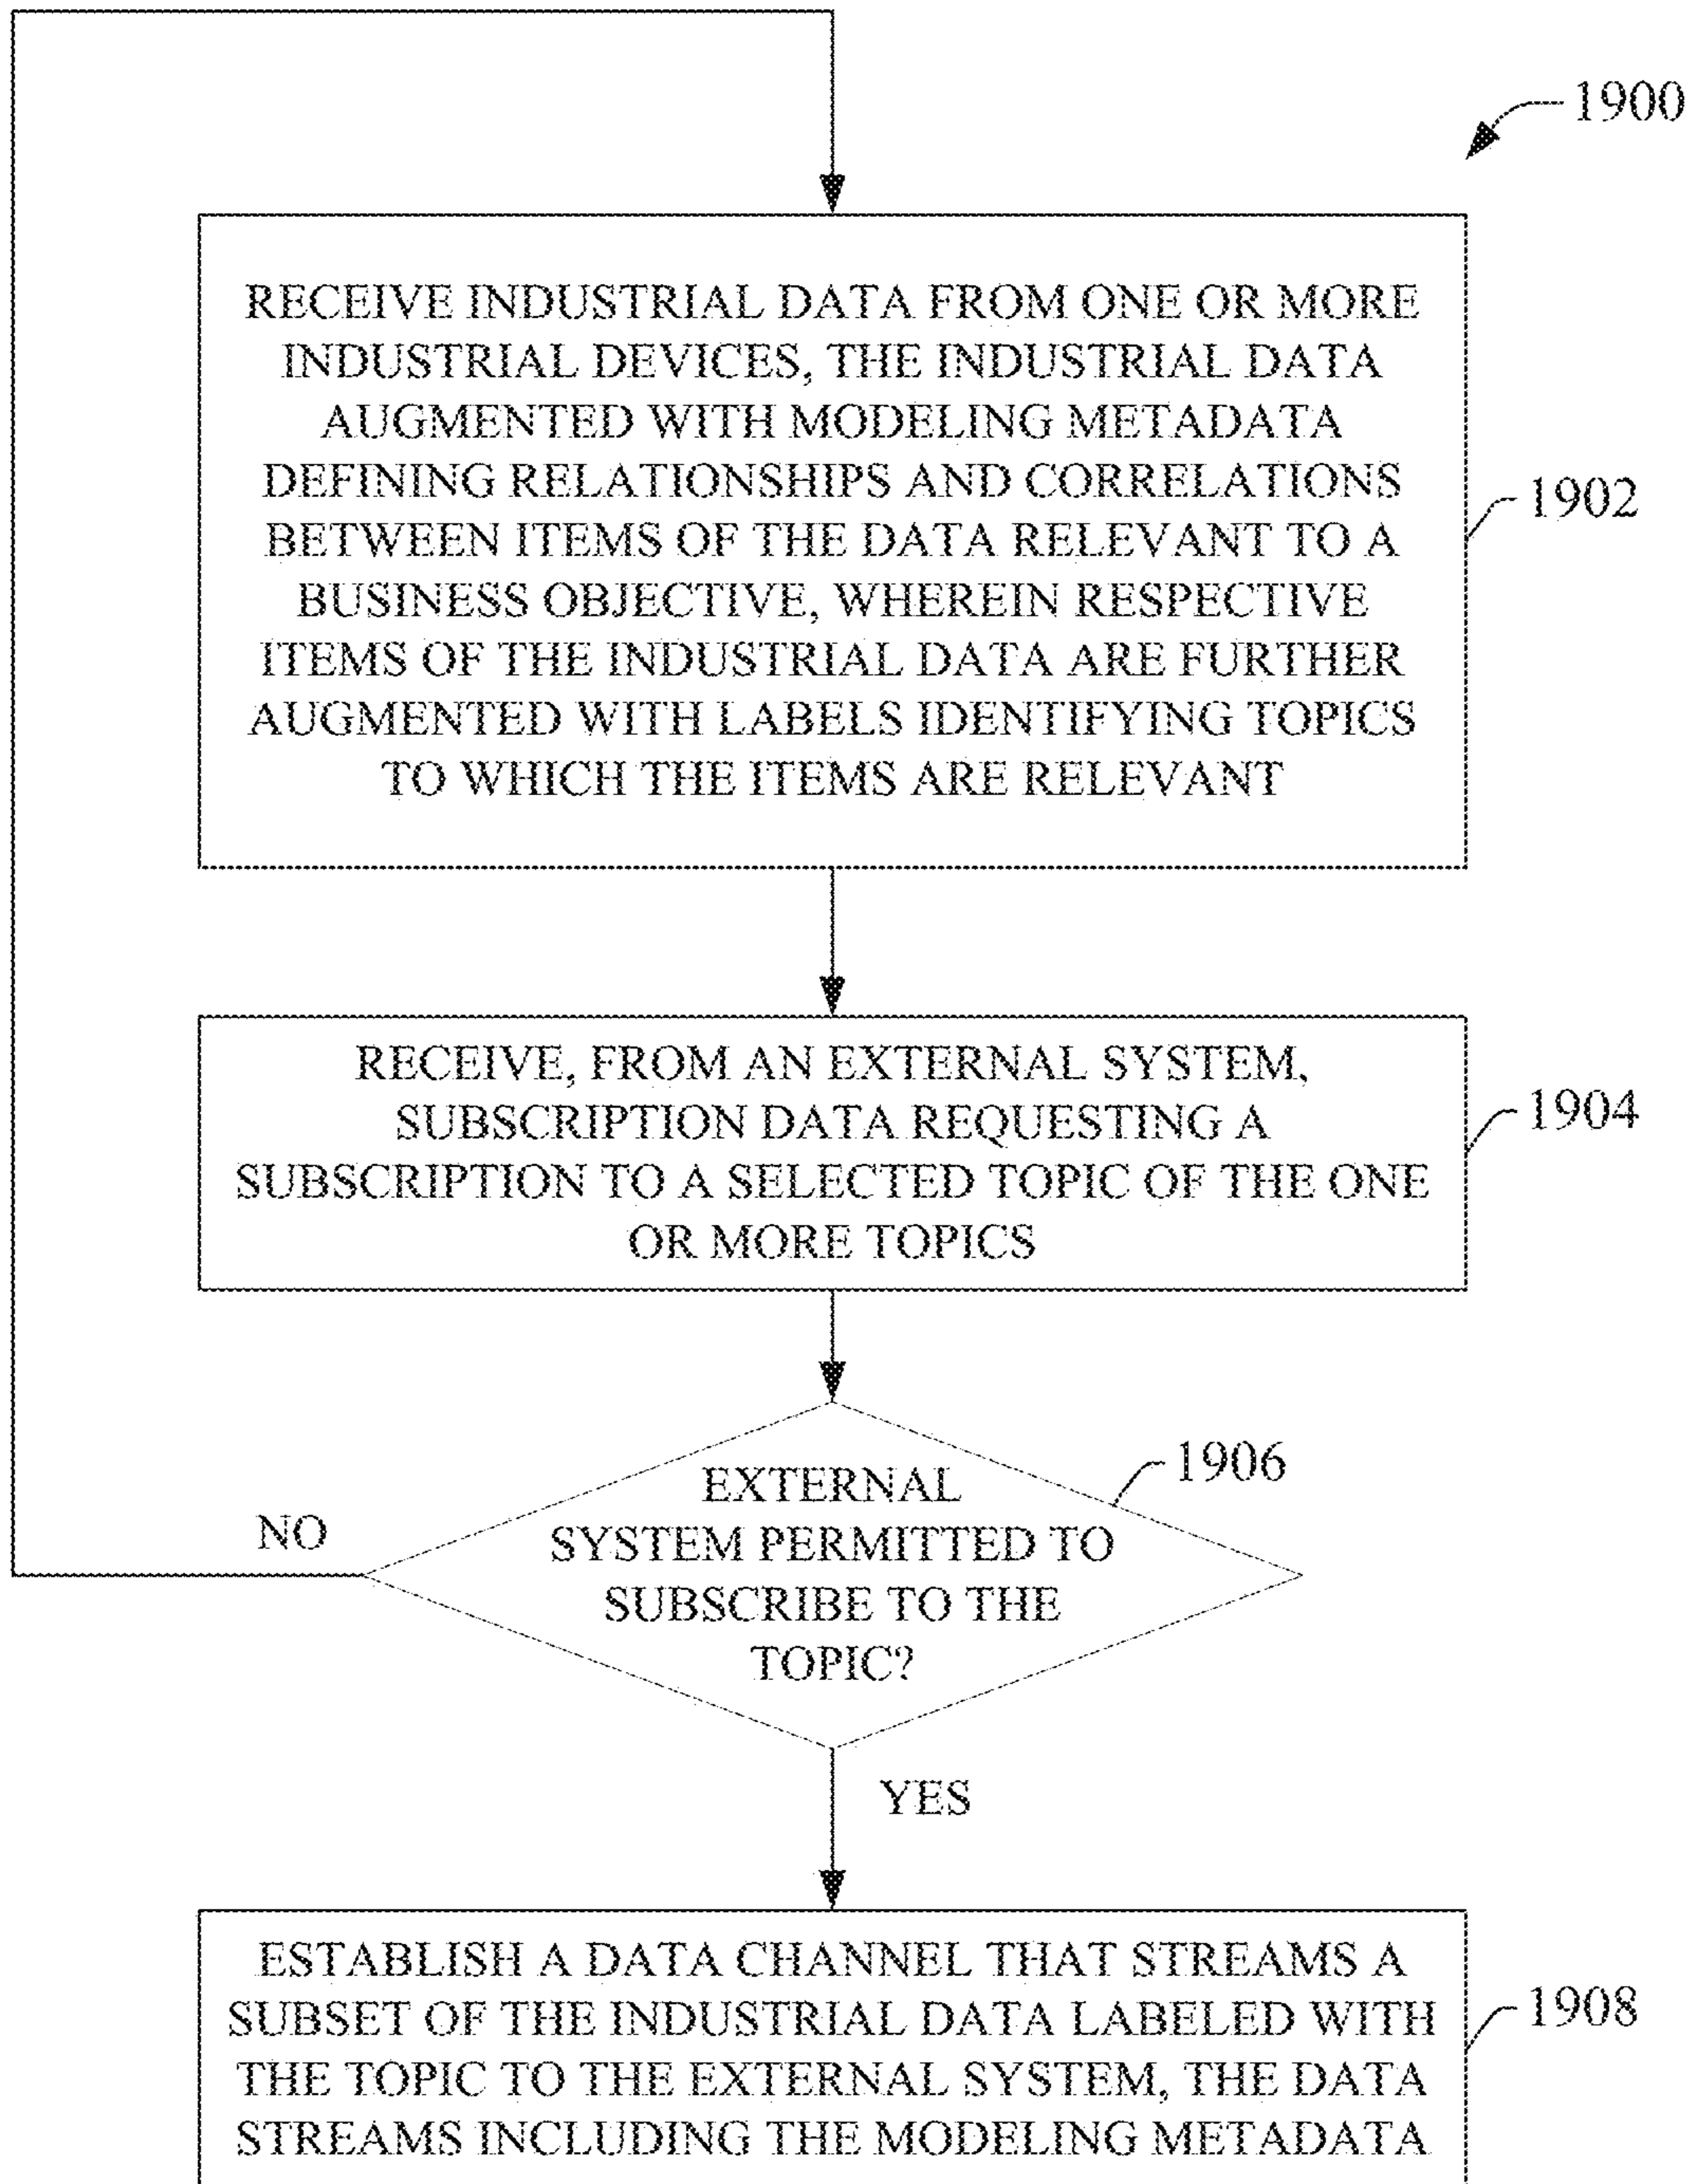 1900
RECEIVE INDUSTRIAL DATA FROM ONE OR MORE
INDUSTRIAL DEVICES, THE INDUSTRIAL DATA
AUGMENTED WITH MODELING METADATA
DEFINING RELATIONSHIPS AND CORRELATIONS
BETWEEN ITEMS OF THE DATA RELEVANT TO A
BUSINESS OBJECTIVE, WHEREIN RESPECTIVE
ITEMS OF THE INDUSTRIAL DATA ARE FURTHER
AUGMENTED WITH LABELS IDENTIFYING TOPICS
TO WHICH THE ITEMS ARE RELEVANT
1902
RECEIVE, FROM AN EXTERNAL SYSTEM,
SUBSCRIPTION DATA REQUESTING A
SUBSCRIPTION TO A SELECTED TOPIC OF THE ONE
OR MORE TOPICS
1904
EXTERNAL
SYSTEM PERMITTED TO
SUBSCRIBE TO THE
TOPIC?
1906
NO
YES
ESTABLISH A DATA CHANNEL THAT STREAMS A
SUBSET OF THE INDUSTRIAL DATA LABELED WITH
THE TOPIC TO THE EXTERNAL SYSTEM, THE DATA
STREAMS INCLUDING THE MODELING METADATA
1908